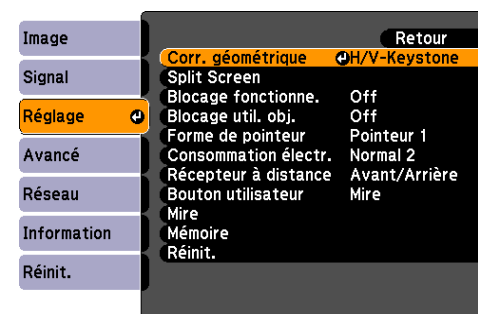 Image
Signal
Réglage
Avancé
Réseau
Information
Réinit.
Retour
Corr. géométrique H/V-Keystone
Split Screen
Blocage fonctionne. Off
Blocage util. obj. Off
Forme de pointeur Pointeur 1
Consommation électr. Normal 2
Récepteur à distance Avant/Arrière
Bouton utilisateur Mire
Mire
Mémoire
Réinit.